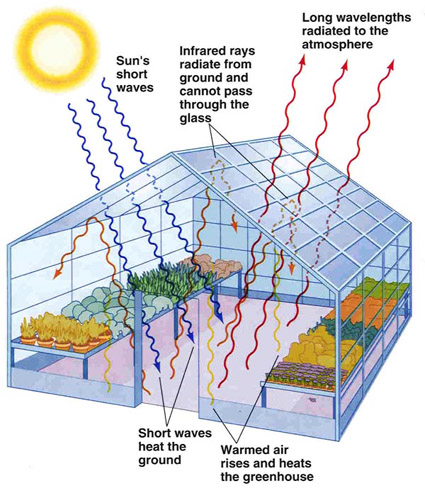 Sun's
short
waves
Infrared rays
radiate from
ground and
cannot pass
through the
glass
Long wavelengths
radiated to the
atmosphere
Short waves
heat the
ground
Warmed air
rises and heats
the greenhouse